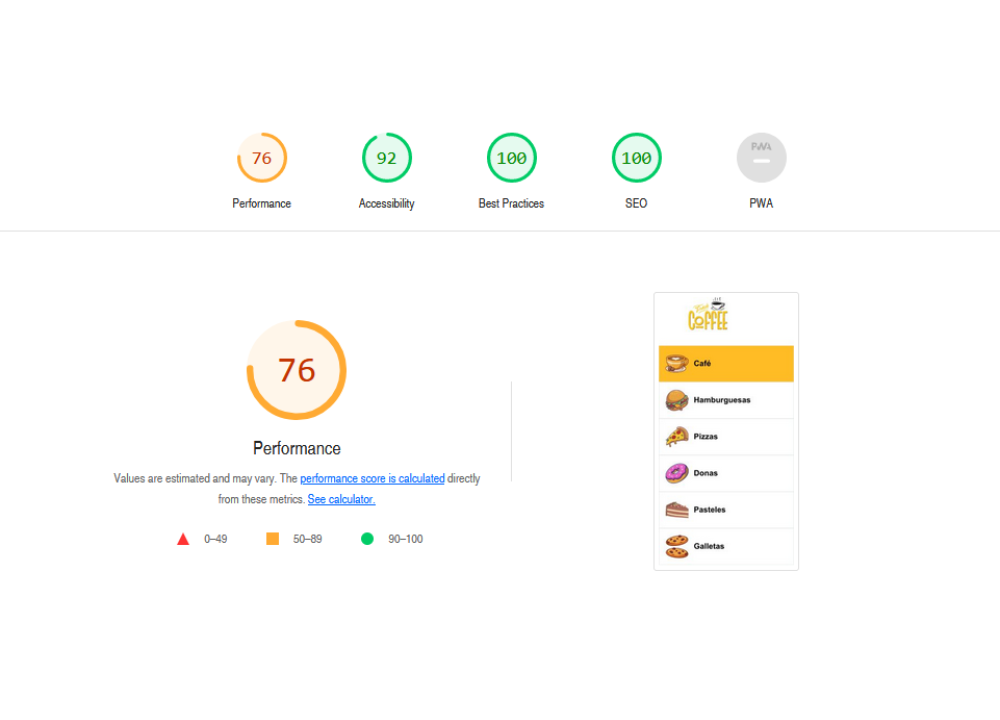 76
92
100
100
PWA
Performance
Accessibility
Best Practices
SEO
PWA
76
Performance
Values are estimated and may vary. The performance score is calculated directly
from these metrics. See calculator.
0–49
50–89
90–100
COFFEE
Café
Hamburguesas
Pizzas
Donas
Pasteles
Galletas